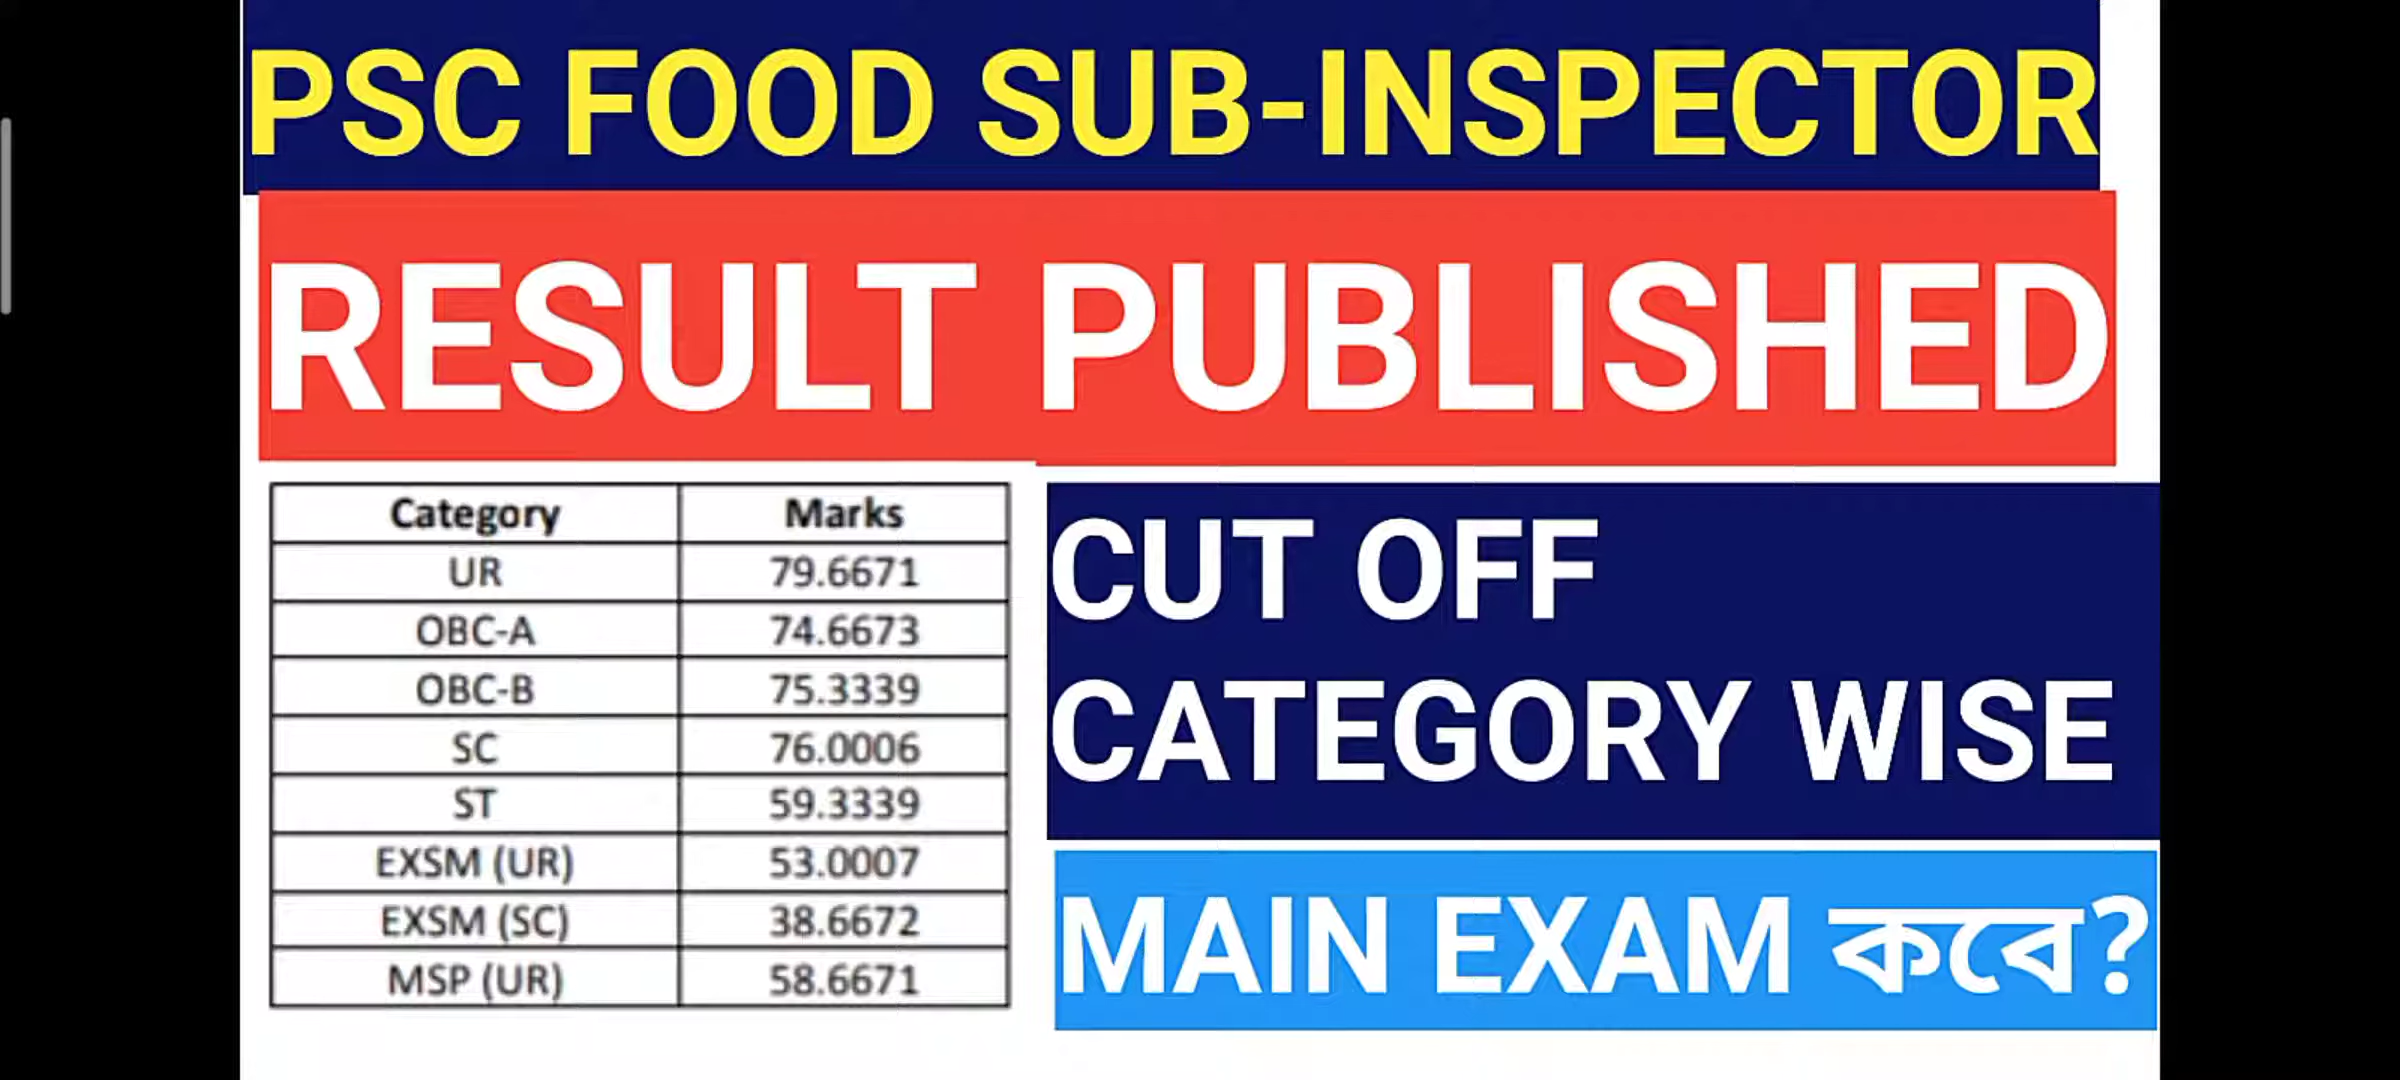 PSC FOOD SUB-INSPECTOR
RESULT PUBLISHED
Category Marks
UR 79.6671
OBC-A 74.6673
OBC-B 75.3339
SC 76.0006
ST 59.3339
EXSM (UR) 53.0007
EXSM (SC) 38.6672
MSP (UR) 58.6671
CUT OFF
CATEGORY WISE
MAIN EXAM কবে?